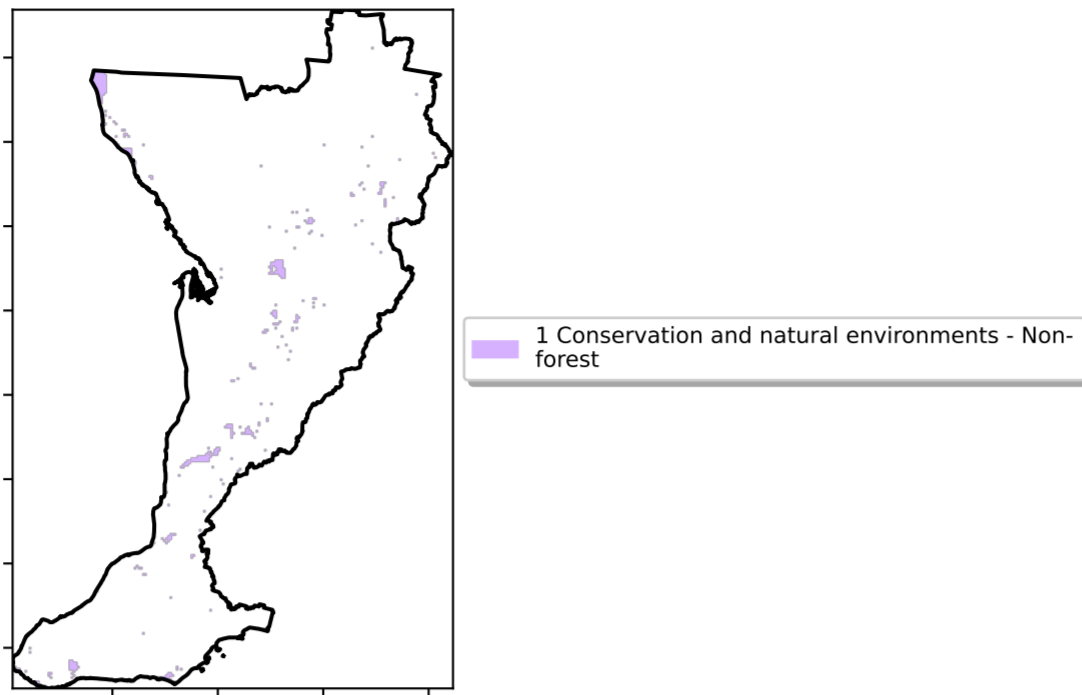 1 Conservation and natural environments - Non-
forest